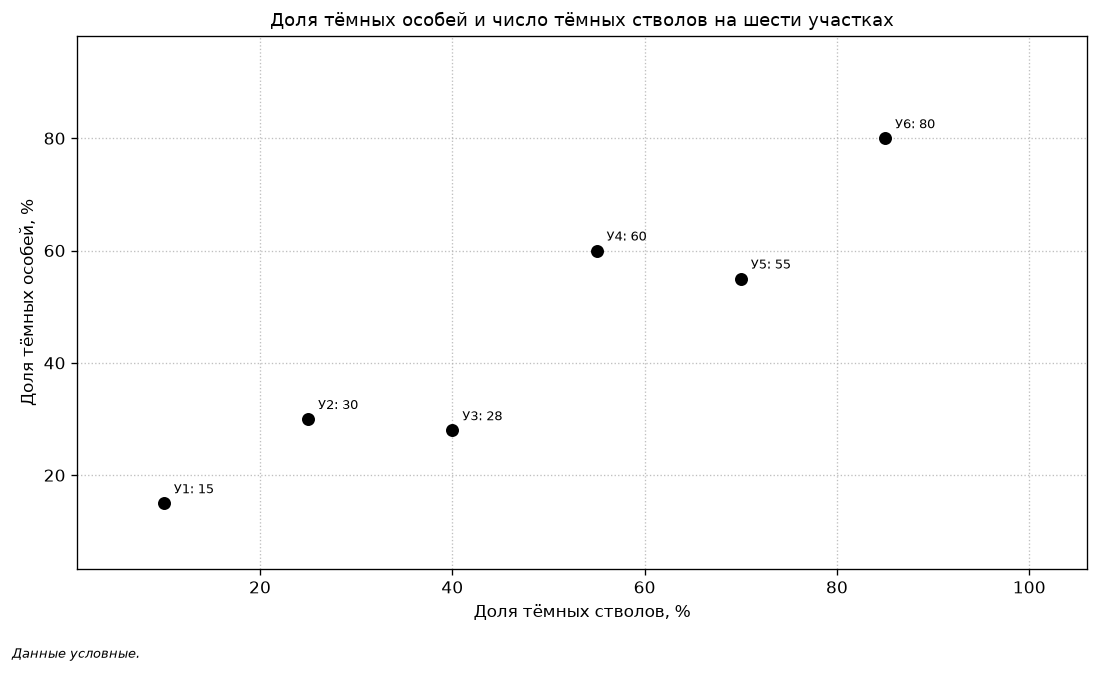 Доля тёмных особей и число тёмных стволов на шести участках
Доля тёмных особей, %
80
60
40
20
У6: 80
У4: 60
У5: 55
У2: 30
У3: 28
У1: 15
20
40
60
80
100
Доля тёмных стволов, %
Данные условные.